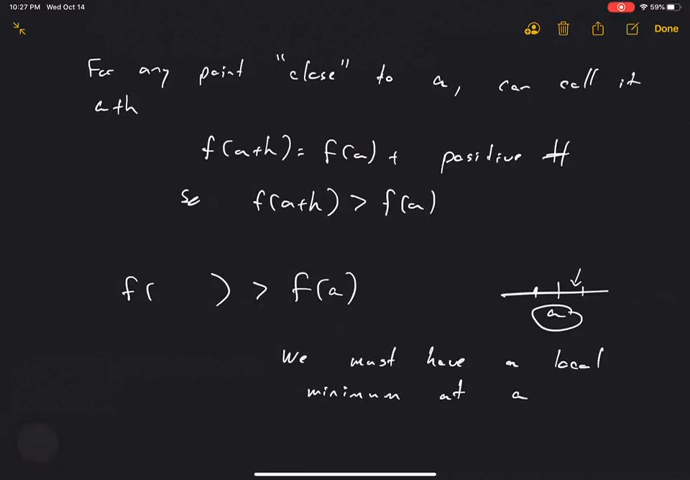 10:27 PM Wed Oct 14
59%
Done
For any point "close" to a, can call it
a+h
f(a+h) = f(a) + positive #
so f(a+h) > f(a)
f( ) > f(a)
a
We must have a local
minimum at a